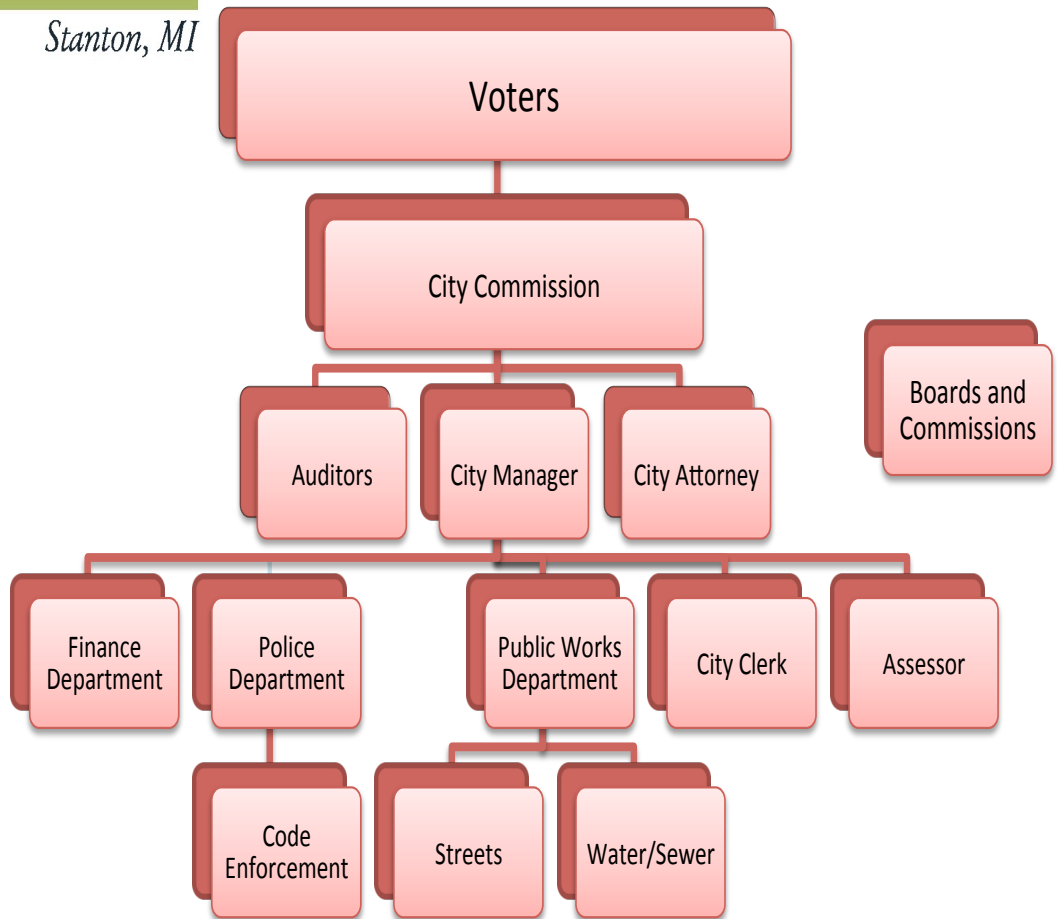 Stanton, MI
Voters
City Commission
Boards and
Commissions
Auditors
City Manager
City Attorney
Finance
Department
Police
Department
Public Works
Department
City Clerk
Assessor
Code
Enforcement
Streets
Water/Sewer